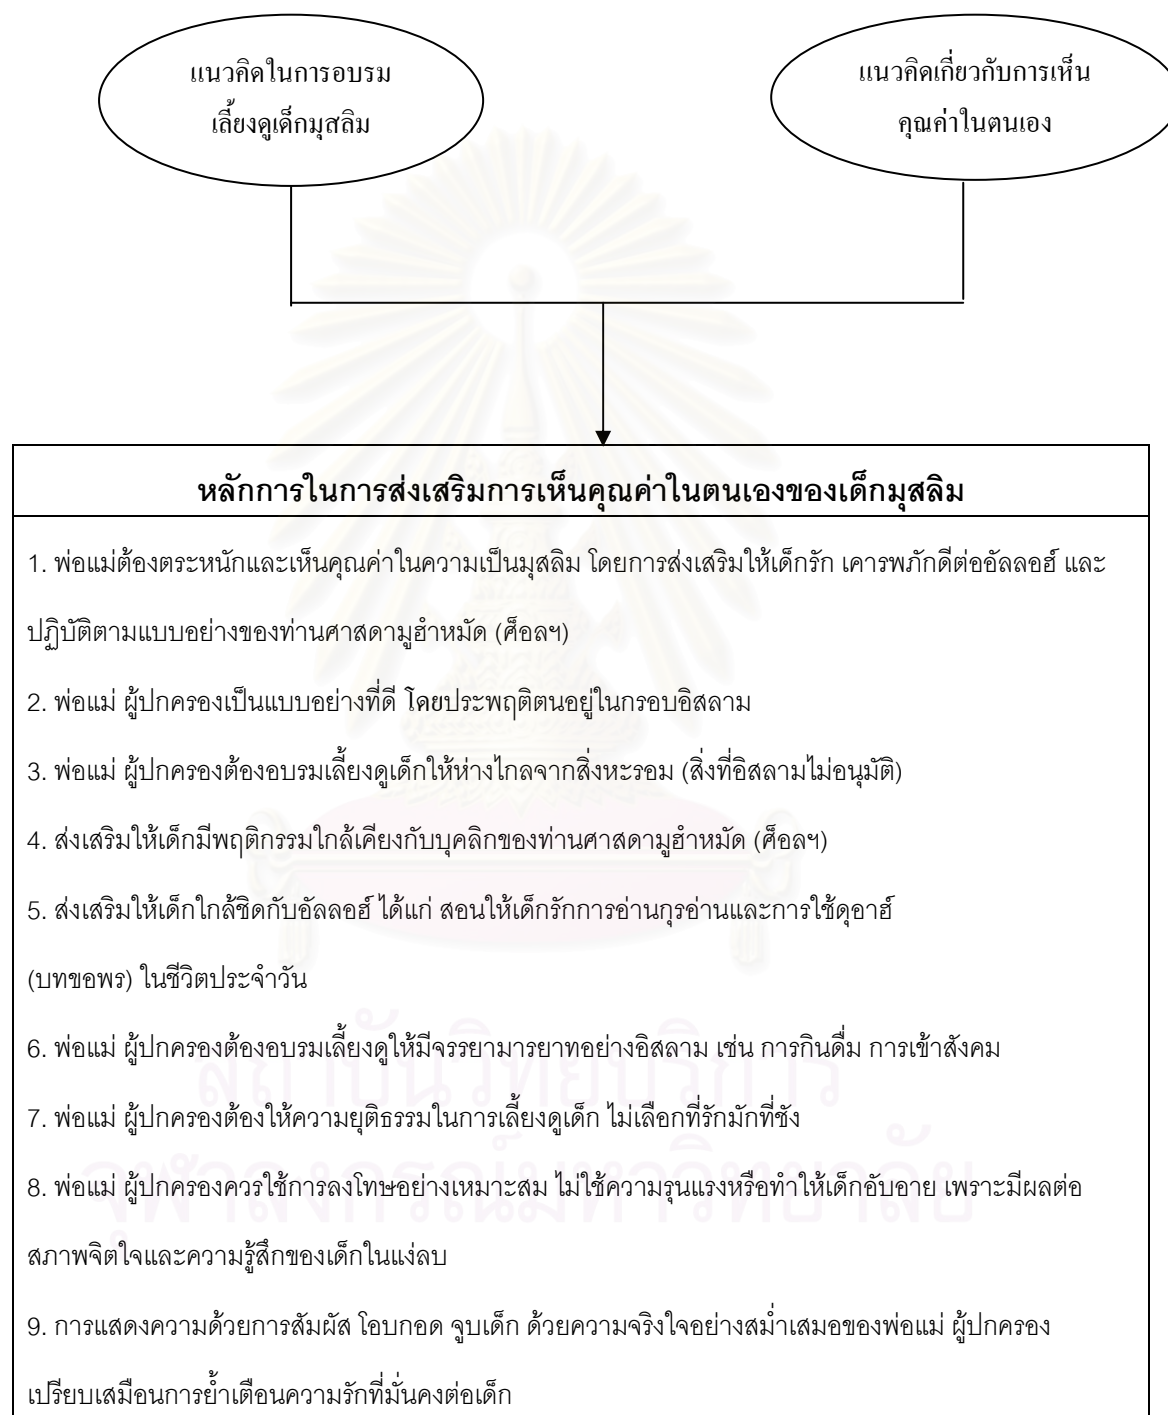 แนวคิดในการอบรม
เลี้ยงดูเด็กมุสลิม
แนวคิดเกี่ยวกับการเห็น
คุณค่าในตนเอง
หลักการในการส่งเสริมการเห็นคุณค่าในตนเองของเด็กมุสลิม
1. พ่อแม่ต้องตระหนักและเห็นคุณค่าในความเป็นมุสลิม โดยการส่งเสริมให้เด็กรัก เคารพภักดีต่ออัลลอฮ์ และ
ปฏิบัติตามแบบอย่างของท่านศาสดามูฮำหมัด (ศ็อลฯ)
2. พ่อแม่ ผู้ปกครองเป็นแบบอย่างที่ดี โดยประพฤติตนอยู่ในกรอบอิสลาม
3. พ่อแม่ ผู้ปกครองต้องอบรมเลี้ยงดูเด็กให้ห่างไกลจากสิ่งหะรอม (สิ่งที่อิสลามไม่อนุมัติ)
4. ส่งเสริมให้เด็กมีพฤติกรรมใกล้เคียงกับบุคลิกของท่านศาสดามูฮำหมัด (ศ็อลฯ)
5. ส่งเสริมให้เด็กใกล้ชิดกับอัลลอฮ์ ได้แก่ สอนให้เด็กรักการอ่านกุรอ่านและการใช้ดุอาฮ์
(บทขอพร) ในชีวิตประจำวัน
6. พ่อแม่ ผู้ปกครองต้องอบรมเลี้ยงดูให้มีจรรยามารยาทอย่างอิสลาม เช่น การกินดื่ม การเข้าสังคม
สถาบันวิทยบริการ
7. พ่อแม่ ผู้ปกครองต้องให้ความยุติธรรมในการเลี้ยงดูเด็ก ไม่เลือกที่รักมักที่ชัง
จุฬาลงกรณ์มหาวิทยาลัย
8. พ่อแม่ ผู้ปกครองควรใช้การลงโทษอย่างเหมาะสม ไม่ใช้ความรุนแรงหรือทำให้เด็กอับอาย เพราะมีผลต่อ
สภาพจิตใจและความรู้สึกของเด็กในแง่ลบ
9. การแสดงความด้วยการสัมผัส โอบกอด จูบเด็ก ด้วยความจริงใจอย่างสม่ำเสมอของพ่อแม่ ผู้ปกครอง
เปรียบเสมือนการย้ำเตือนความรักที่มั่นคงต่อเด็ก